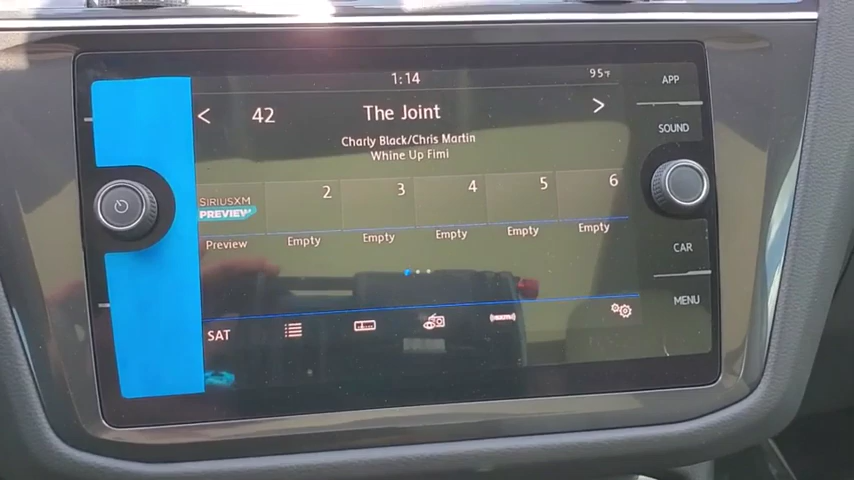 1:14
95°F
APP
42
The Joint
SOUND
Charly Black/Chris Martin
Whine Up Fimi
SIRIUSXM
PREVIEW
2
3
4
5
6
Preview
Empty
Empty
Empty
Empty
Empty
CAR
MENU
SAT